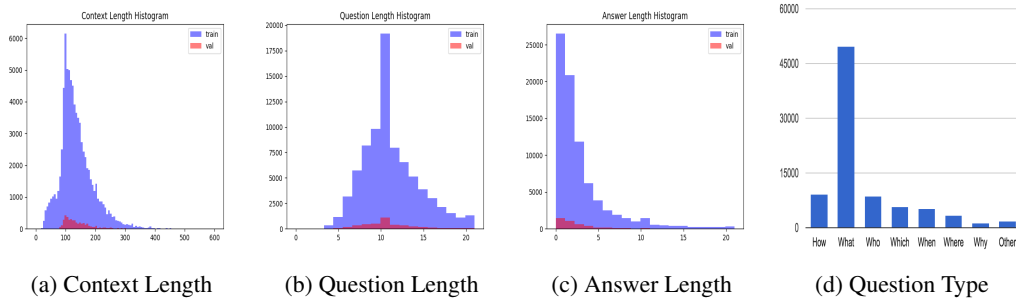 Context Length Histogram
train
val
6000
5000
4000
3000
2000
1000
0
0 100 200 300 400 500 600
(a) Context Length
Question Length Histogram
train
val
20000
17500
15000
12500
10000
7500
5000
2500
0
0 5 10 15 20
(b) Question Length
Answer Length Histogram
train
val
25000
20000
15000
10000
5000
0
0 5 10 15 20
(c) Answer Length
60000
45000
30000
15000
0
How What Who Which When Where Why Other
(d) Question Type